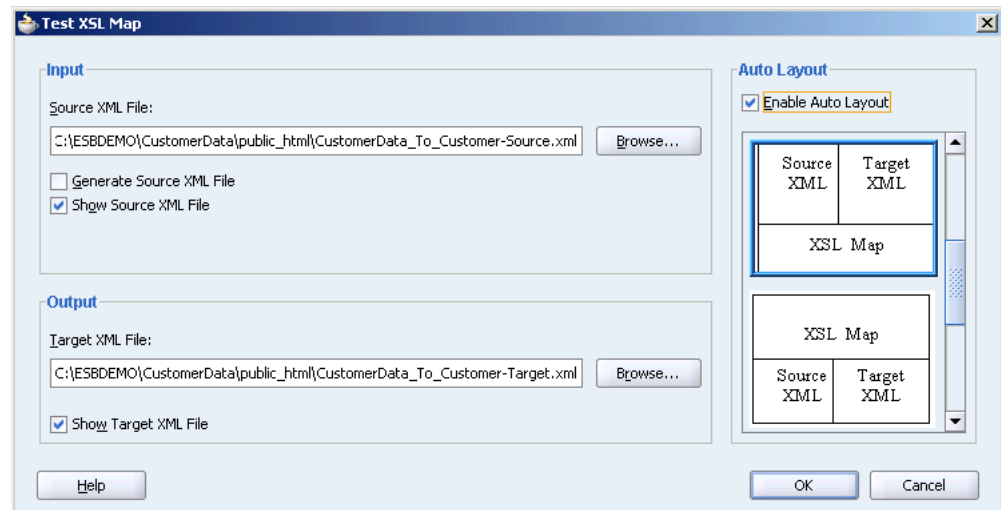 Test XSL Map
Input
Source XML File:
C:\ESBDEMO\CustomerData\public_html\CustomerData_To_Customer-Source.xml
Browse...
Generate Source XML File
Show Source XML File
Output
Target XML File:
C:\ESBDEMO\CustomerData\public_html\CustomerData_To_Customer-Target.xml
Browse...
Show Target XML File
Auto Layout
Enable Auto Layout
Source XML
Target XML
XSL Map
XSL Map
Source XML
Target XML
Help
OK
Cancel